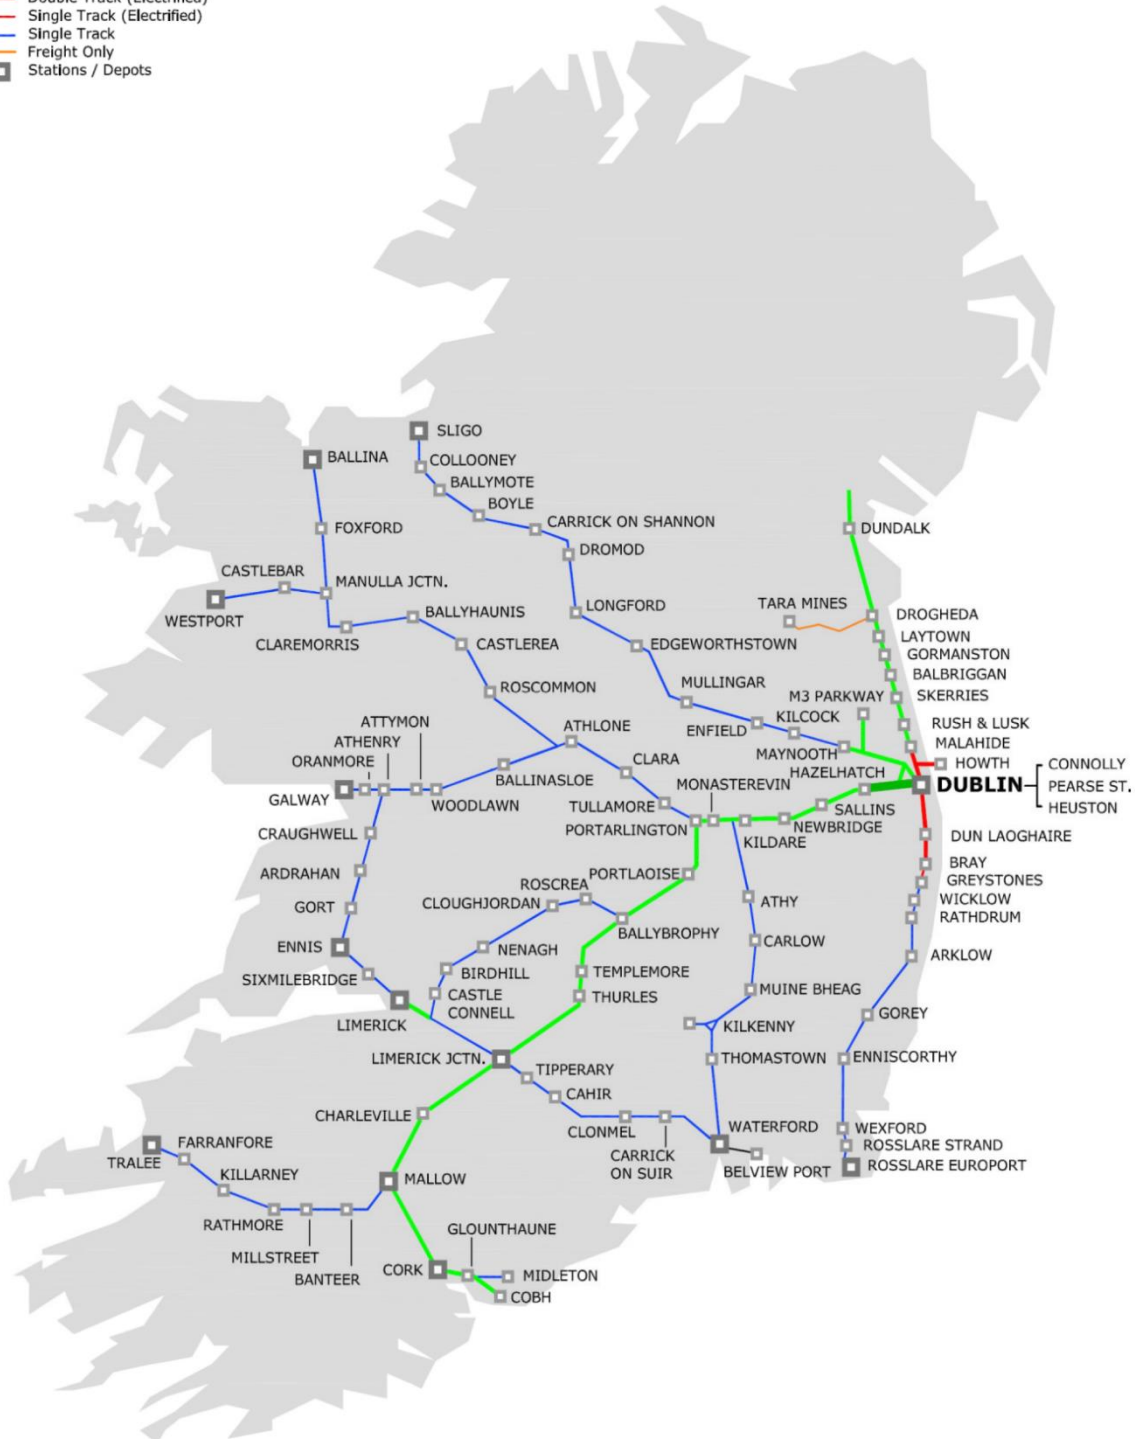 Double Track (Electrified)
Single Track (Electrified)
Single Track
Freight Only
Stations / Depots
SLIGO
BALLINA
COLLOONEY
BALLYMOTE
BOYLE
CARRICK ON SHANNON
FOXFORD
DUNDALK
DROMOD
CASTLEBAR
MANULLA JCTN.
WESTPORT
BALLYHAUNIS
LONGFORD
TARA MINES
DROGHEDA
CLAREMORRIS
CASTLEREA
EDGEWORTHSTOWN
LAYTOWN
GORMANSTON
BALBRIGGAN
ROSCOMMON
MULLINGAR
M3 PARKWAY
SKERRIES
ATTYMON
ATHLONE
ENFIELD
KILCOCK
RUSH & LUSK
ATHENRY
MAYNOOTH
MALAHIDE
ORANMORE
CLARA
HAZELHATCH
HOWTH
CONNOLLY
BALLINASLOE
MONASTEREVIN
DUBLIN
PEARSE ST.
GALWAY
WOODLAWN
TULLAMORE
SALLINS
HEUSTON
CRAUGHWELL
PORTARLINGTON
NEWBRIDGE
DUN LAOGHAIRE
KILDARE
ARDRAHAN
PORTLAOISE
BRAY
ROSCREA
GREYSTONES
CLOUGHJORDAN
ATHY
WICKLOW
GORT
RATHDRUM
BALLYBROPHY
ENNIS
NENAGH
CARLOW
ARKLOW
SIXMILEBRIDGE
BIRDHILL
TEMPLEMORE
CASTLE
CONNELL
THURLES
MUINE BHEAG
LIMERICK
KILKENNY
GOREY
LIMERICK JCTN.
THOMASTOWN
ENNISCORTHY
TIPPERARY
CAHIR
CHARLEVILLE
CLONMEL
WATERFORD
WEXFORD
FARRANFORE
ROSSLARE STRAND
TRALEE
CARRICK
ON SUIR
BELVIEW PORT
ROSSLARE EUROPORT
KILLARNEY
MALLOW
RATHMORE
GLOUNTHAUNE
MILLSTREET
BANTEER
CORK
MIDLETON
COBH